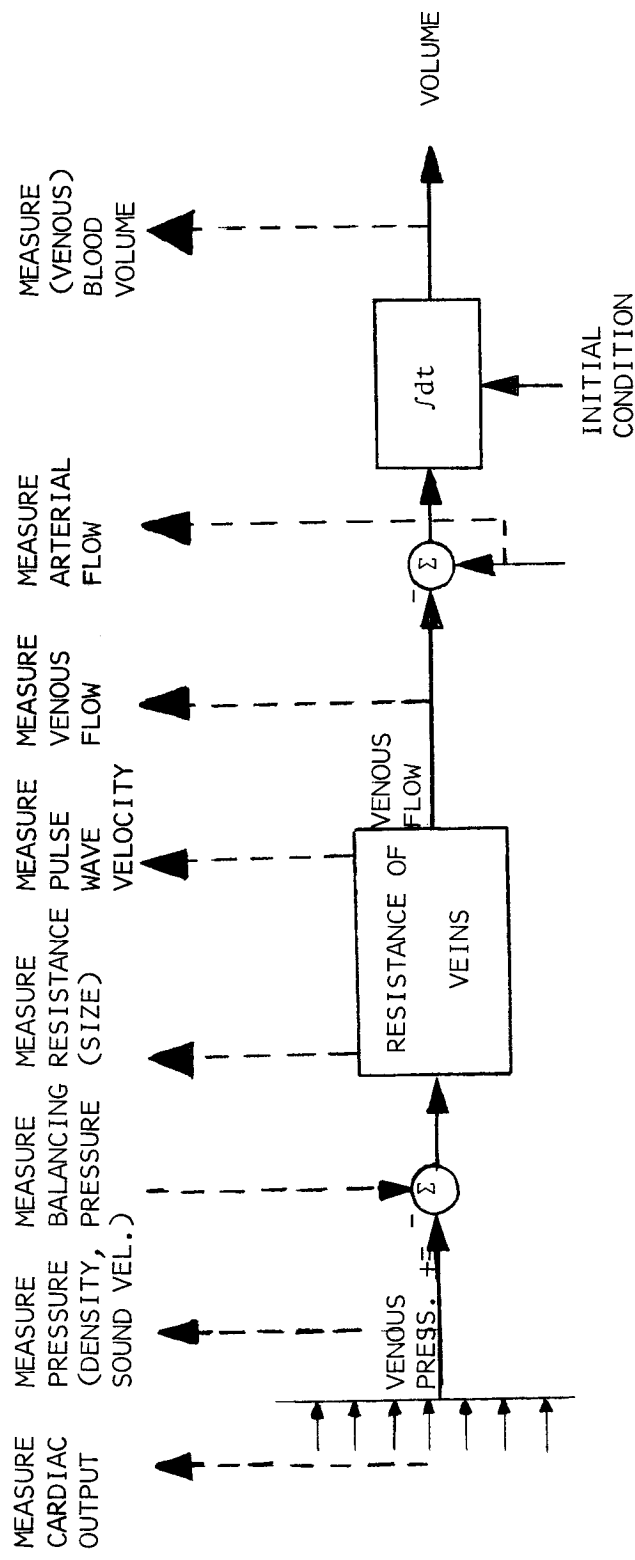 MEASURE
CARDIAC
OUTPUT
MEASURE
PRESSURE
(DENSITY,
SOUND VEL.)
MEASURE
BALANCING
PRESSURE
MEASURE
RESISTANCE
(SIZE)
MEASURE
PULSE
WAVE
VELOCITY
MEASURE
VENOUS
FLOW
MEASURE
ARTERIAL
FLOW
MEASURE
(VENOUS)
BLOOD
VOLUME
VENOUS
PRESS.
Σ
-
RESISTANCE OF
VEINS
VENOUS
FLOW
-
Σ
∫dt
INITIAL
CONDITION
VOLUME